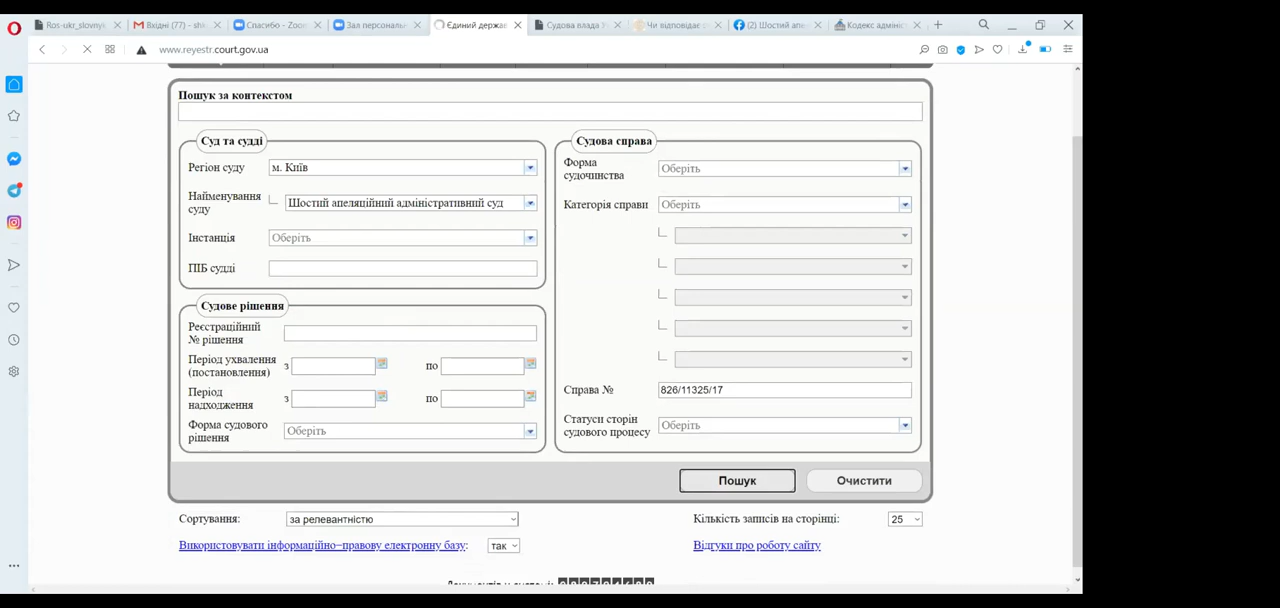 Ros-ukr_slovnyk
Вхідні (77) – shk
Спасибо – Zoom
Зал персональн
Єдиний держав
Судова влада У
Чи відповідає
(2) Шостий апе
Кодекс адмініс
www.reyestr.court.gov.ua
Пошук за контекстом
Суд та судді
Регіон суду
м. Київ
Найменування
суду
Шостий апеляційний адміністративний суд
Інстанція
Оберіть
ПІБ судді
Судове рішення
Реєстраційний
№ рішення
Період ухвалення
(постановлення)
з
по
Період
надходження
з
по
Форма судового
рішення
Оберіть
Судова справа
Форма
судочинства
Оберіть
Категорія справи
Оберіть
Справа №
826/11325/17
Статуси сторін
судового процесу
Оберіть
Пошук
Очистити
Сортування:
за релевантністю
Кількість записів на сторінці:
25
Використовувати інформаційно–правову електронну базу:
так
Відгуки про роботу сайту